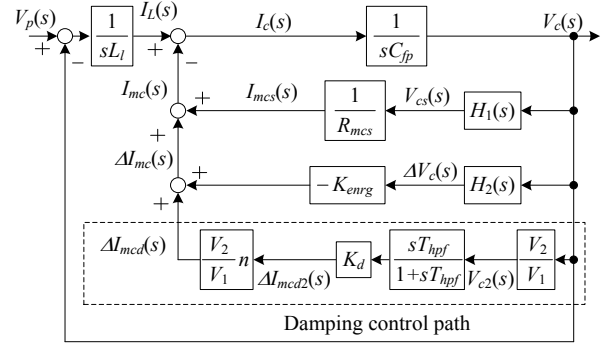 V_p(s) + − 1/(sL_l) I_L(s) + − I_c(s) 1/(sC_fp) V_c(s)
I_mc(s) + + I_mcs(s) 1/R_mcs V_cs(s) H_1(s)
ΔI_mc(s) + + −K_enrg ΔV_c(s) H_2(s)
ΔI_mcd(s) V_2/V_1 n ΔI_mcd2(s) K_d sT_hpf/(1+sT_hpf) V_c2(s) V_2/V_1
Damping control path